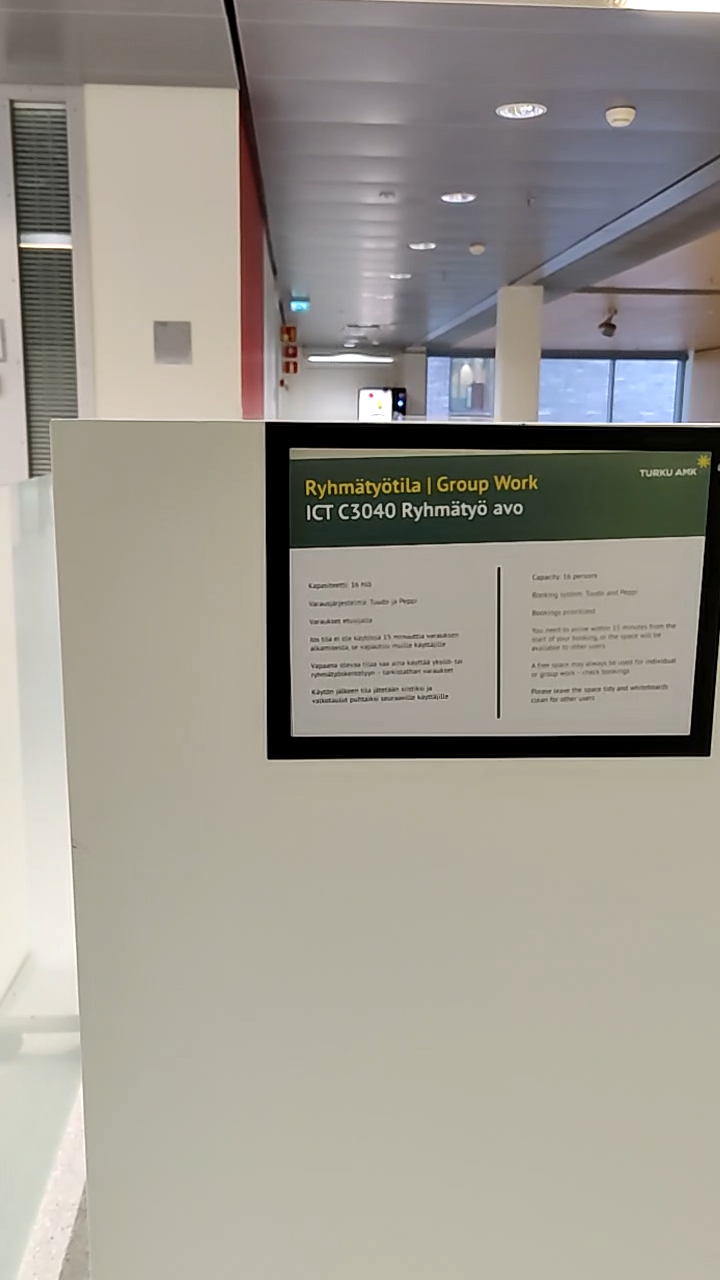 Ryhmätyötila | Group Work
ICT C3040 Ryhmätyö avo
TURKU AMK
Kapasiteetti: 16 hlö
Varausjärjestelmä: Tuudo ja Peppi
Varaukset etusijalla
Jos tila ei ole käytössä 15 minuuttia varauksen
alkamisesta, se vapautuu muille käyttäjille
Vapaana olevaa tilaa saa aina käyttää yksilö- tai
ryhmätyöskentelyyn - tarkistathan varaukset
Käytön jälkeen tila jätetään siistiksi ja
valkotaulut puhtaiksi seuraaville käyttäjille
Capacity: 16 persons
Booking system: Tuudo and Peppi
Bookings prioritized
You need to arrive within 15 minutes from the
start of your booking, or the space will be
available to other users
A free space may always be used for individual
or group work - check bookings
Please leave the space tidy and whiteboards
clean for other users